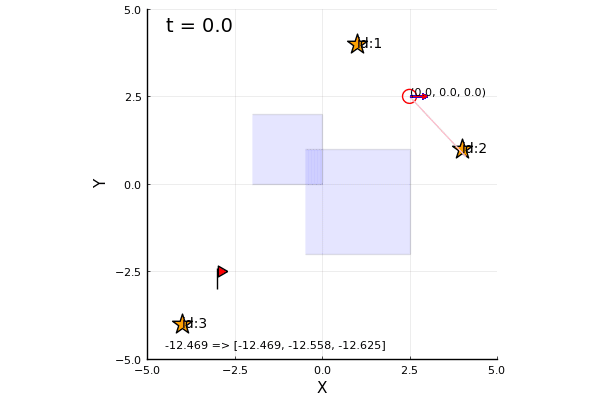 5.0
t = 0.0
id:1
2.5
(0.0, 0.0, 0.0)
id:2
0.0
Y
-2.5
id:3
-12.469 => [-12.469, -12.558, -12.625]
-5.0
-5.0 -2.5 0.0 2.5 5.0
X